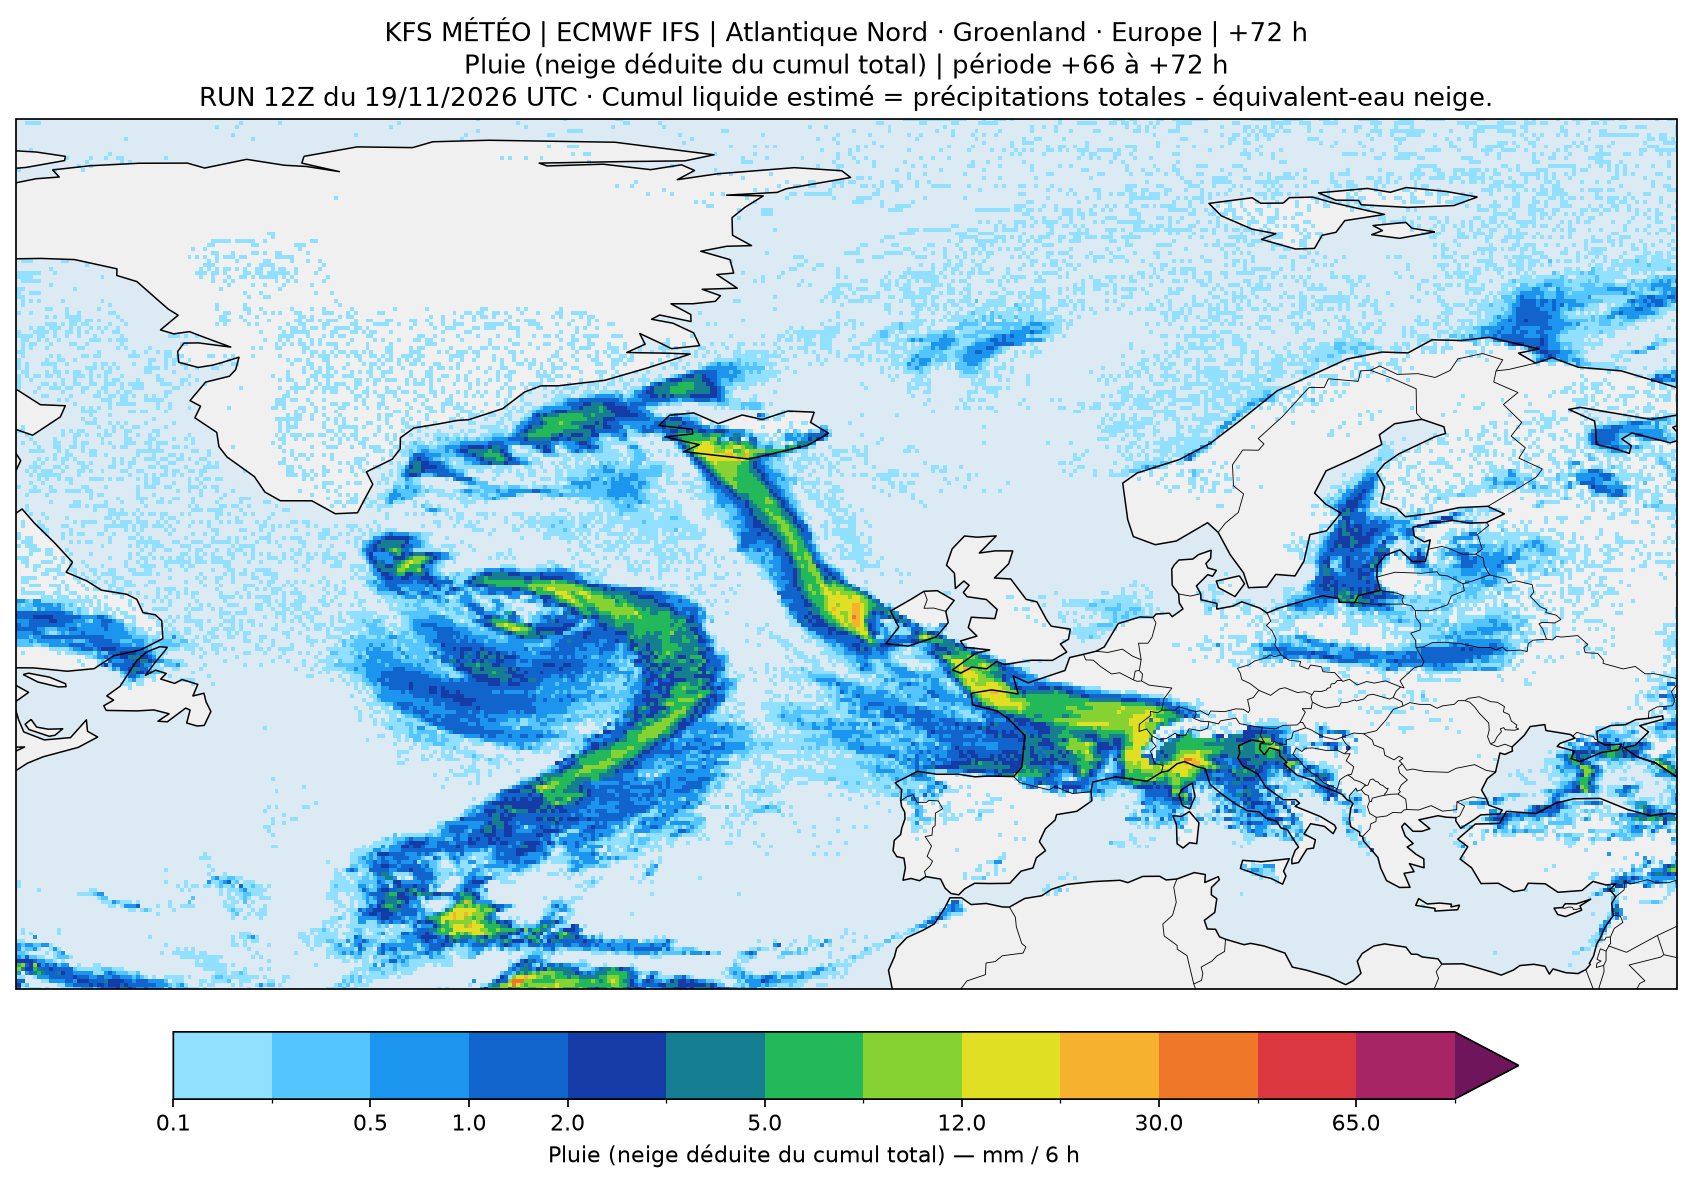 KFS MÉTÉO | ECMWF IFS | Atlantique Nord · Groenland · Europe | +72 h
Pluie (neige déduite du cumul total) | période +66 à +72 h
RUN 12Z du 19/11/2026 UTC · Cumul liquide estimé = précipitations totales - équivalent-eau neige.
0.1 0.5 1.0 2.0 5.0 12.0 30.0 65.0
Pluie (neige déduite du cumul total) — mm / 6 h